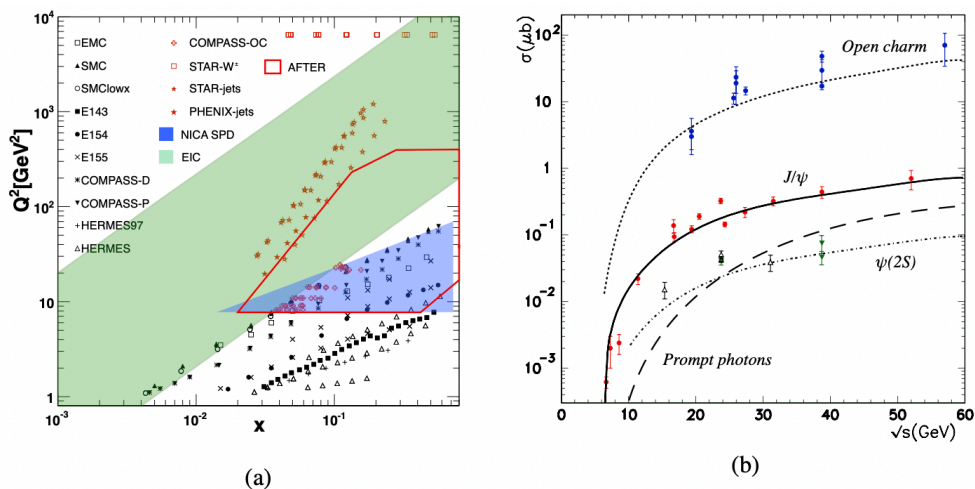 10⁴
10³
10²
10
1
Q²[GeV²]
10⁻³
10⁻²
10⁻¹
x
EMC
SMC
SMClowx
E143
E154
E155
COMPASS-D
COMPASS-P
HERMES97
HERMES
COMPASS-OC
STAR-W±
STAR-jets
PHENIX-jets
NICA SPD
EIC
AFTER
(a)
σ(μb)
10²
10
1
10⁻¹
10⁻²
10⁻³
Open charm
J/ψ
ψ(2S)
Prompt photons
0
10
20
30
40
50
60
√s(GeV)
(b)